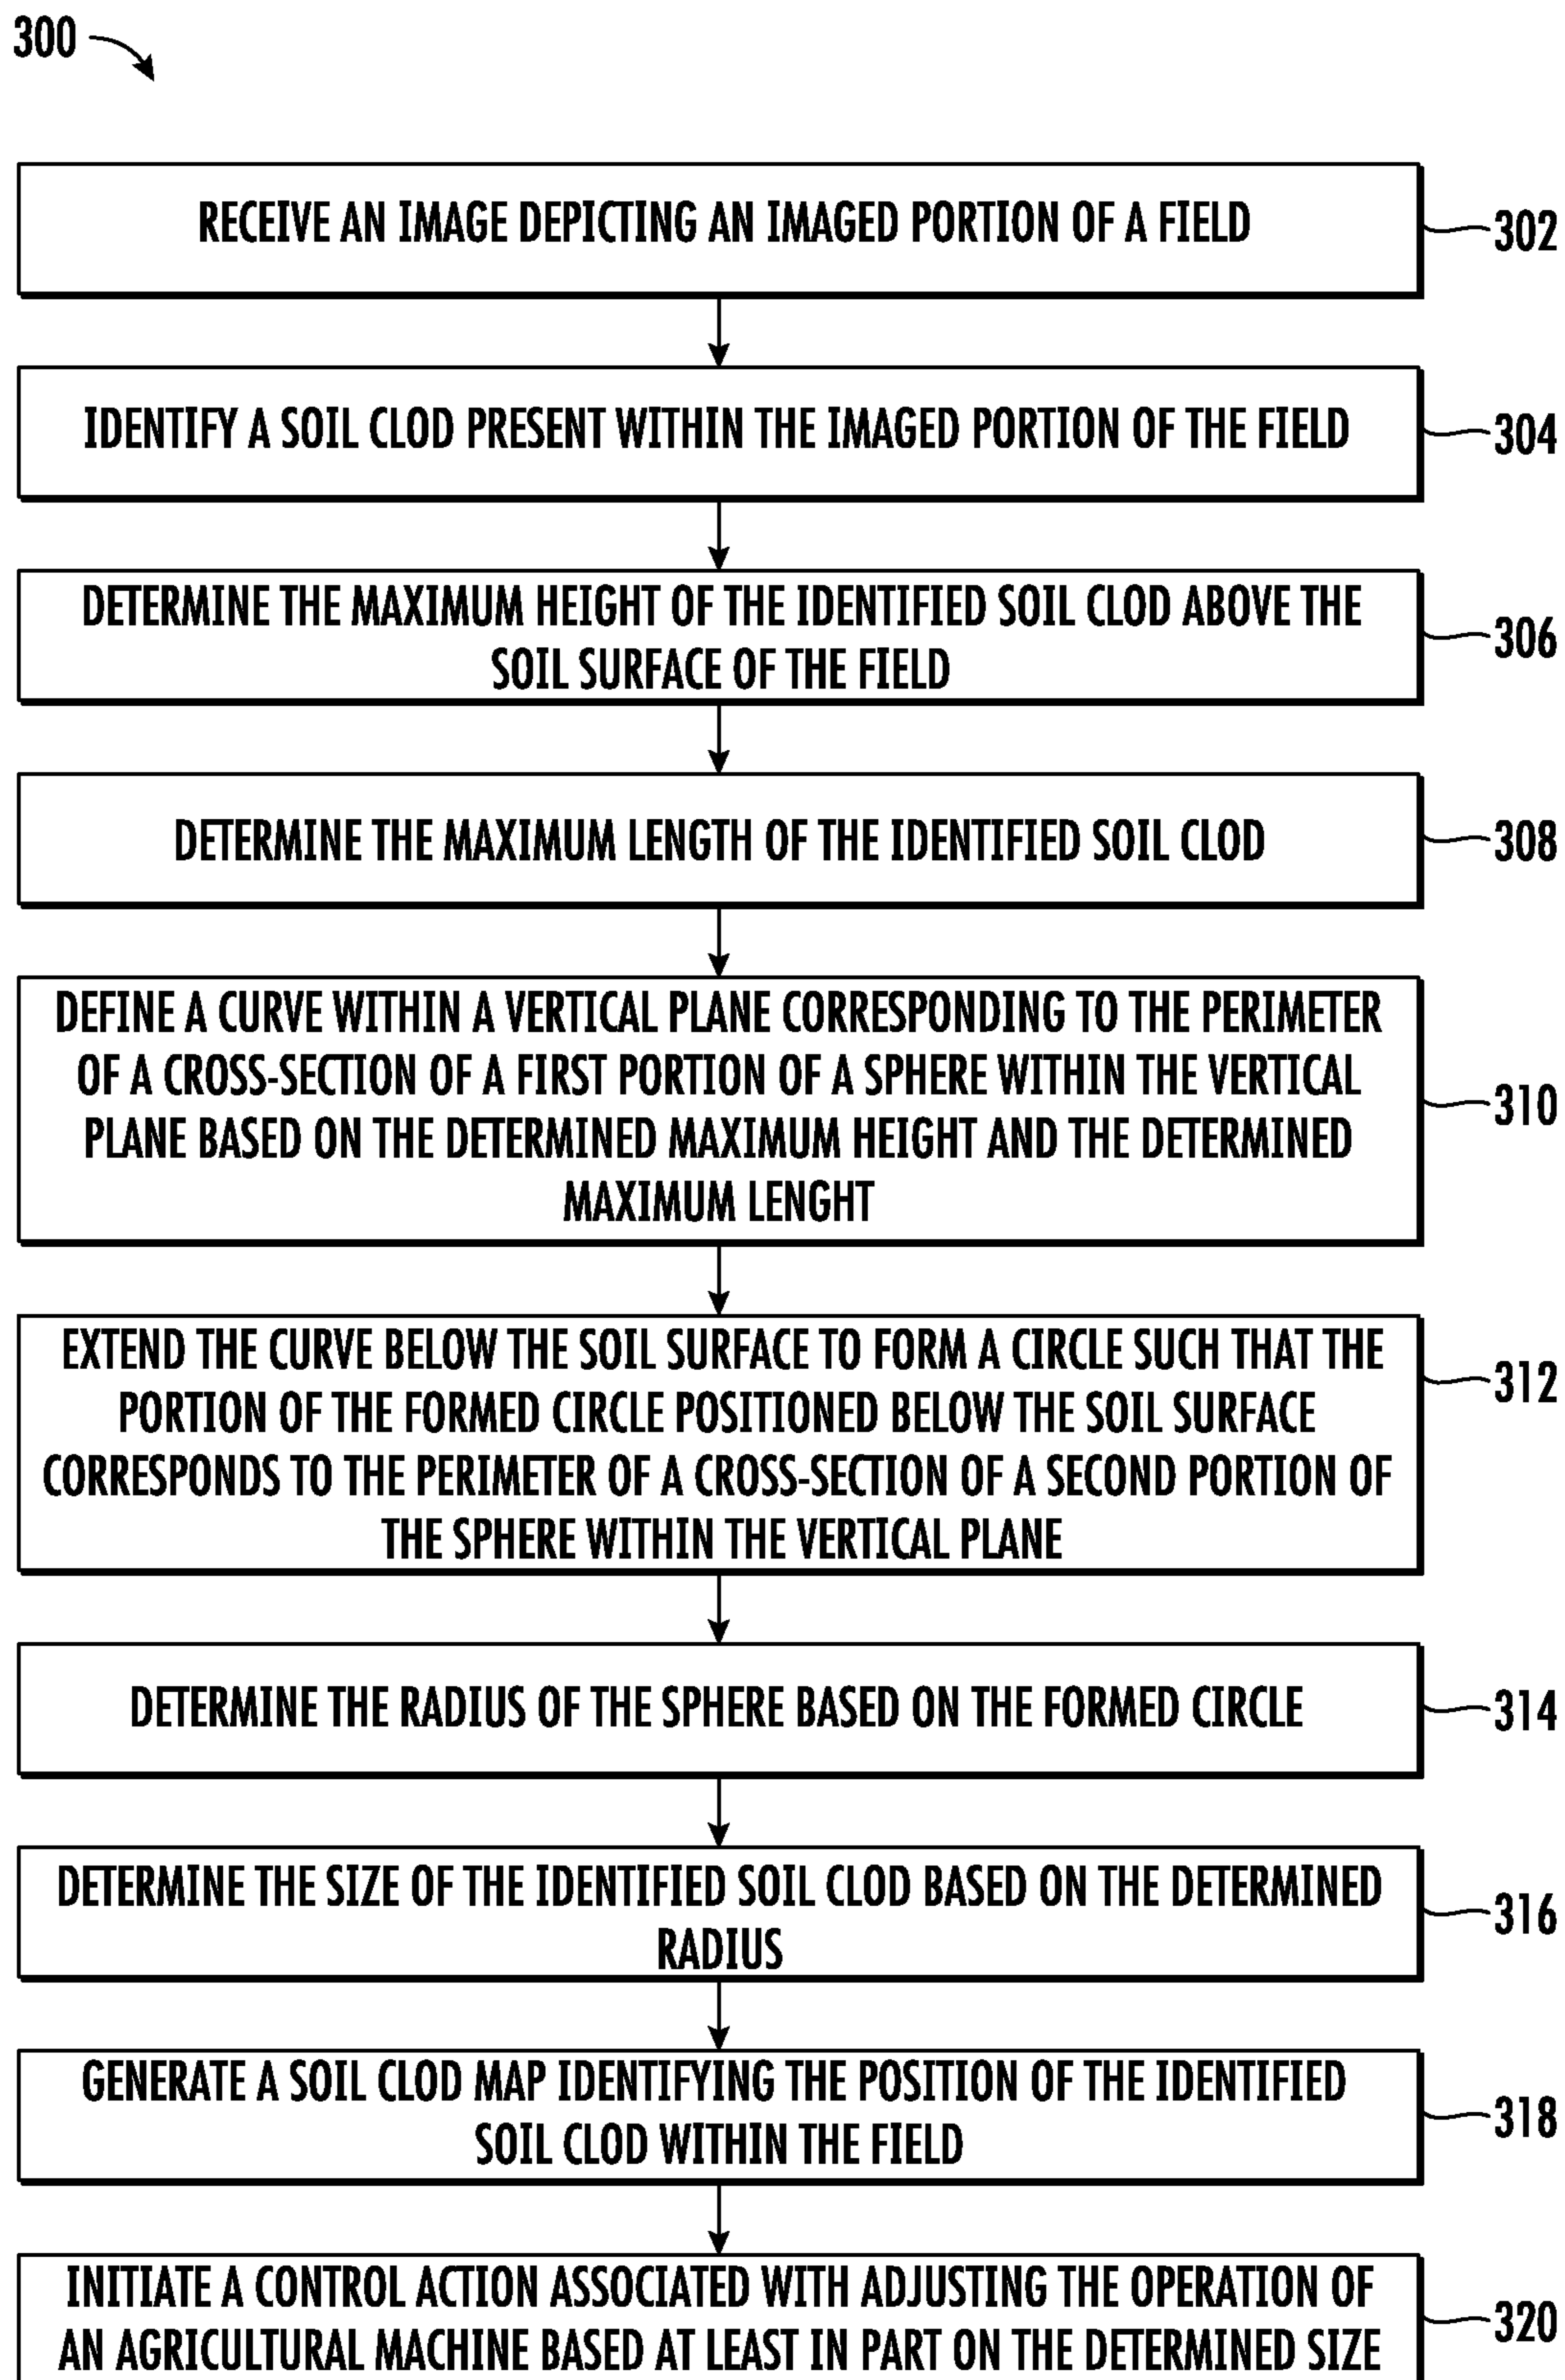 300
RECEIVE AN IMAGE DEPICTING AN IMAGED PORTION OF A FIELD
302
IDENTIFY A SOIL CLOD PRESENT WITHIN THE IMAGED PORTION OF THE FIELD
304
DETERMINE THE MAXIMUM HEIGHT OF THE IDENTIFIED SOIL CLOD ABOVE THE
SOIL SURFACE OF THE FIELD
306
DETERMINE THE MAXIMUM LENGTH OF THE IDENTIFIED SOIL CLOD
308
DEFINE A CURVE WITHIN A VERTICAL PLANE CORRESPONDING TO THE PERIMETER
OF A CROSS-SECTION OF A FIRST PORTION OF A SPHERE WITHIN THE VERTICAL
PLANE BASED ON THE DETERMINED MAXIMUM HEIGHT AND THE DETERMINED
MAXIMUM LENGHT
310
EXTEND THE CURVE BELOW THE SOIL SURFACE TO FORM A CIRCLE SUCH THAT THE
PORTION OF THE FORMED CIRCLE POSITIONED BELOW THE SOIL SURFACE
CORRESPONDS TO THE PERIMETER OF A CROSS-SECTION OF A SECOND PORTION OF
THE SPHERE WITHIN THE VERTICAL PLANE
312
DETERMINE THE RADIUS OF THE SPHERE BASED ON THE FORMED CIRCLE
314
DETERMINE THE SIZE OF THE IDENTIFIED SOIL CLOD BASED ON THE DETERMINED
RADIUS
316
GENERATE A SOIL CLOD MAP IDENTIFYING THE POSITION OF THE IDENTIFIED
SOIL CLOD WITHIN THE FIELD
318
INITIATE A CONTROL ACTION ASSOCIATED WITH ADJUSTING THE OPERATION OF
AN AGRICULTURAL MACHINE BASED AT LEAST IN PART ON THE DETERMINED SIZE
320